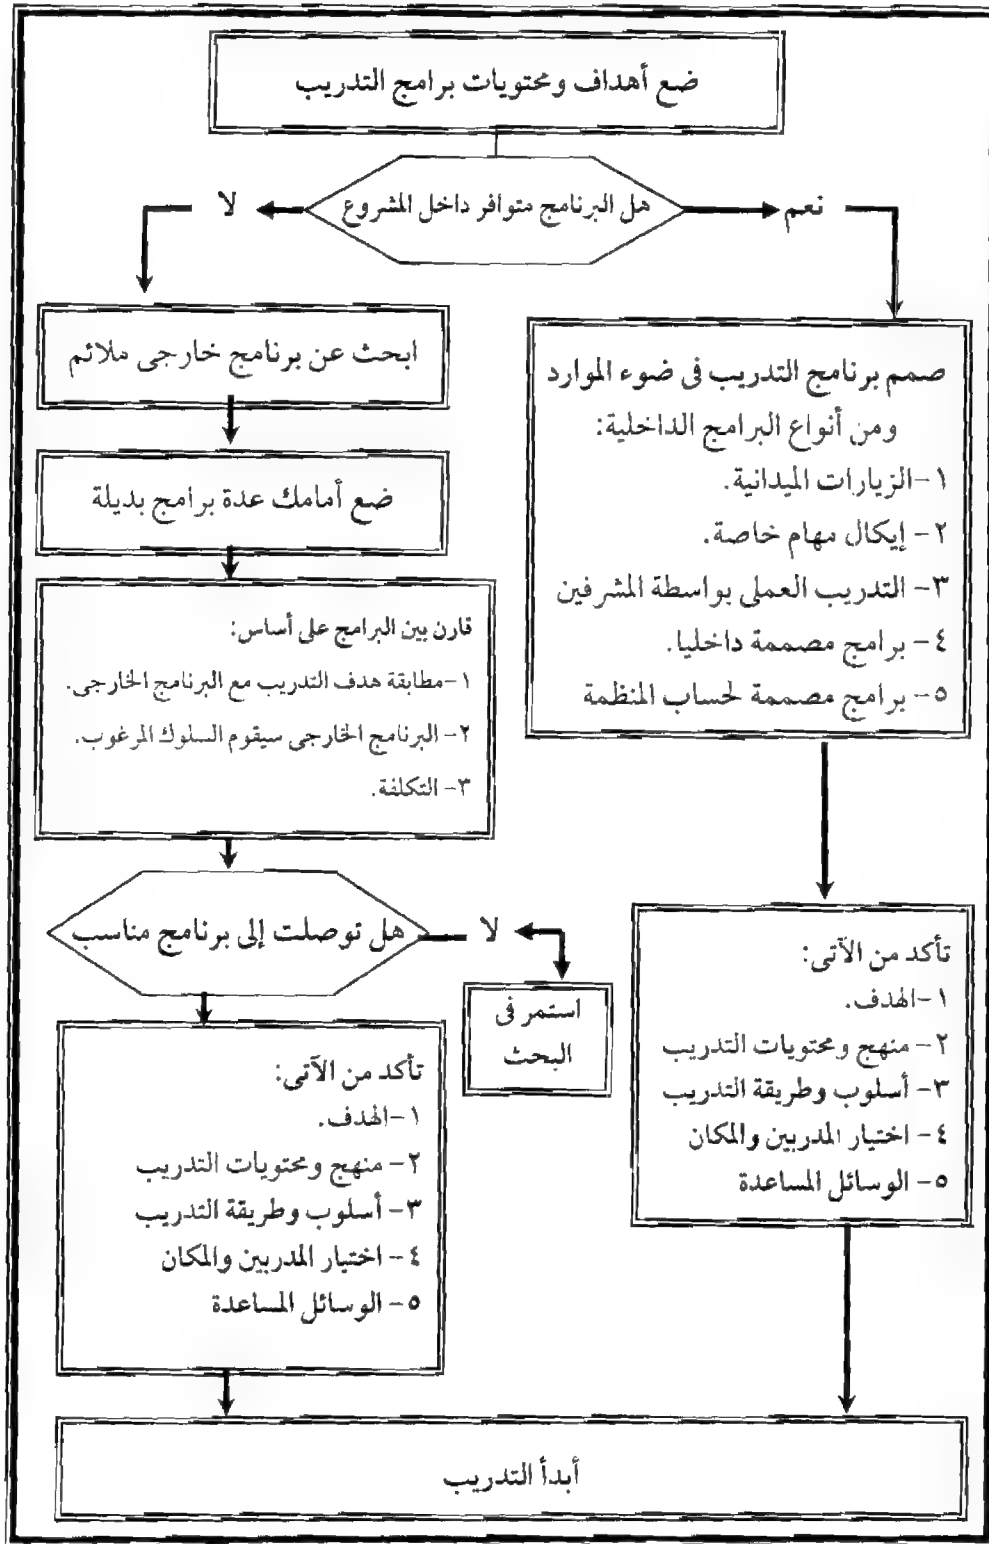 ضع أهداف ومحتويات برامج التدريب
هل البرنامج متوافر داخل المشروع
نعم
لا
صمم برنامج التدريب فى ضوء الموارد
ومن أنواع البرامج الداخلية:
١-الزيارات الميدانية.
٢- إيكال مهام خاصة.
٣- التدريب العملى بواسطة المشرفين
٤- برامج مصممة داخليا.
٥- برامج مصممة لحساب المنظمة
تأكد من الآتى:
١-الهدف.
٢- منهج ومحتويات التدريب
٣- أسلوب وطريقة التدريب
٤- اختيار المدربين والمكان
٥- الوسائل المساعدة
ابحث عن برنامج خارجى ملائم
ضع أمامك عدة برامج بديلة
قارن بين البرامج على أساس:
١-مطابقة هدف التدريب مع البرنامج الخارجى.
٢- البرنامج الخارجى سيقوم السلوك المرغوب.
٣- التكلفة.
هل توصلت إلى برنامج مناسب
لا
استمر فى
البحث
تأكد من الآتى:
١-الهدف.
٢- منهج ومحتويات التدريب
٣- أسلوب وطريقة التدريب
٤- اختيار المدربين والمكان
٥- الوسائل المساعدة
أبدأ التدريب